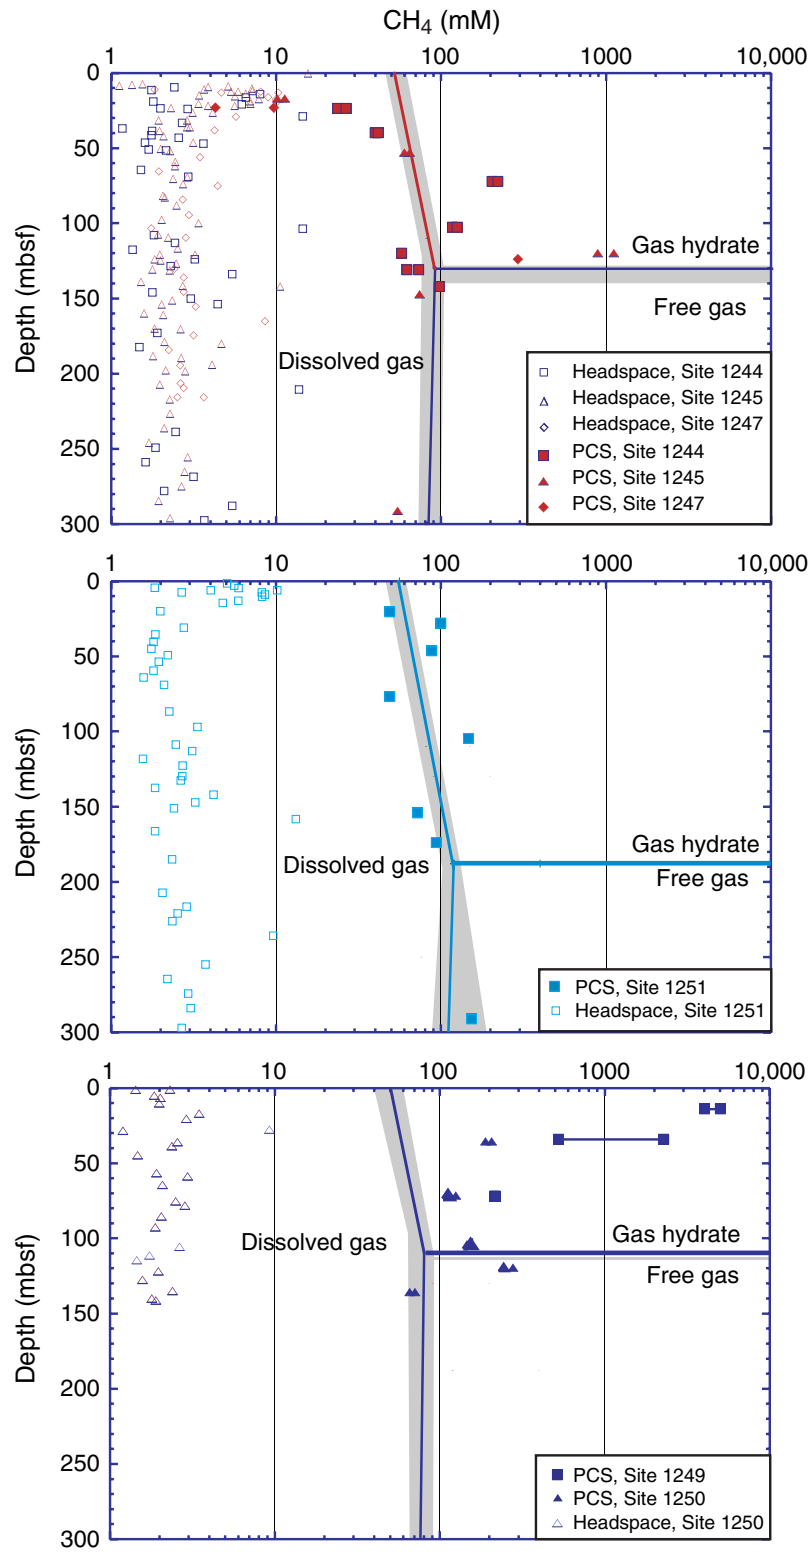 CH4 (mM)
1 10 100 1000 10,000
0
50
100
150
200
250
300
Depth (mbsf)
Gas hydrate
Free gas
Dissolved gas
Headspace, Site 1244
Headspace, Site 1245
Headspace, Site 1247
PCS, Site 1244
PCS, Site 1245
PCS, Site 1247
1 10 100 1000 10,000
0
50
100
150
200
250
300
Depth (mbsf)
Gas hydrate
Dissolved gas
Free gas
PCS, Site 1251
Headspace, Site 1251
1 10 100 1000 10,000
0
50
100
150
200
250
300
Depth (mbsf)
Gas hydrate
Dissolved gas
Free gas
PCS, Site 1249
PCS, Site 1250
Headspace, Site 1250